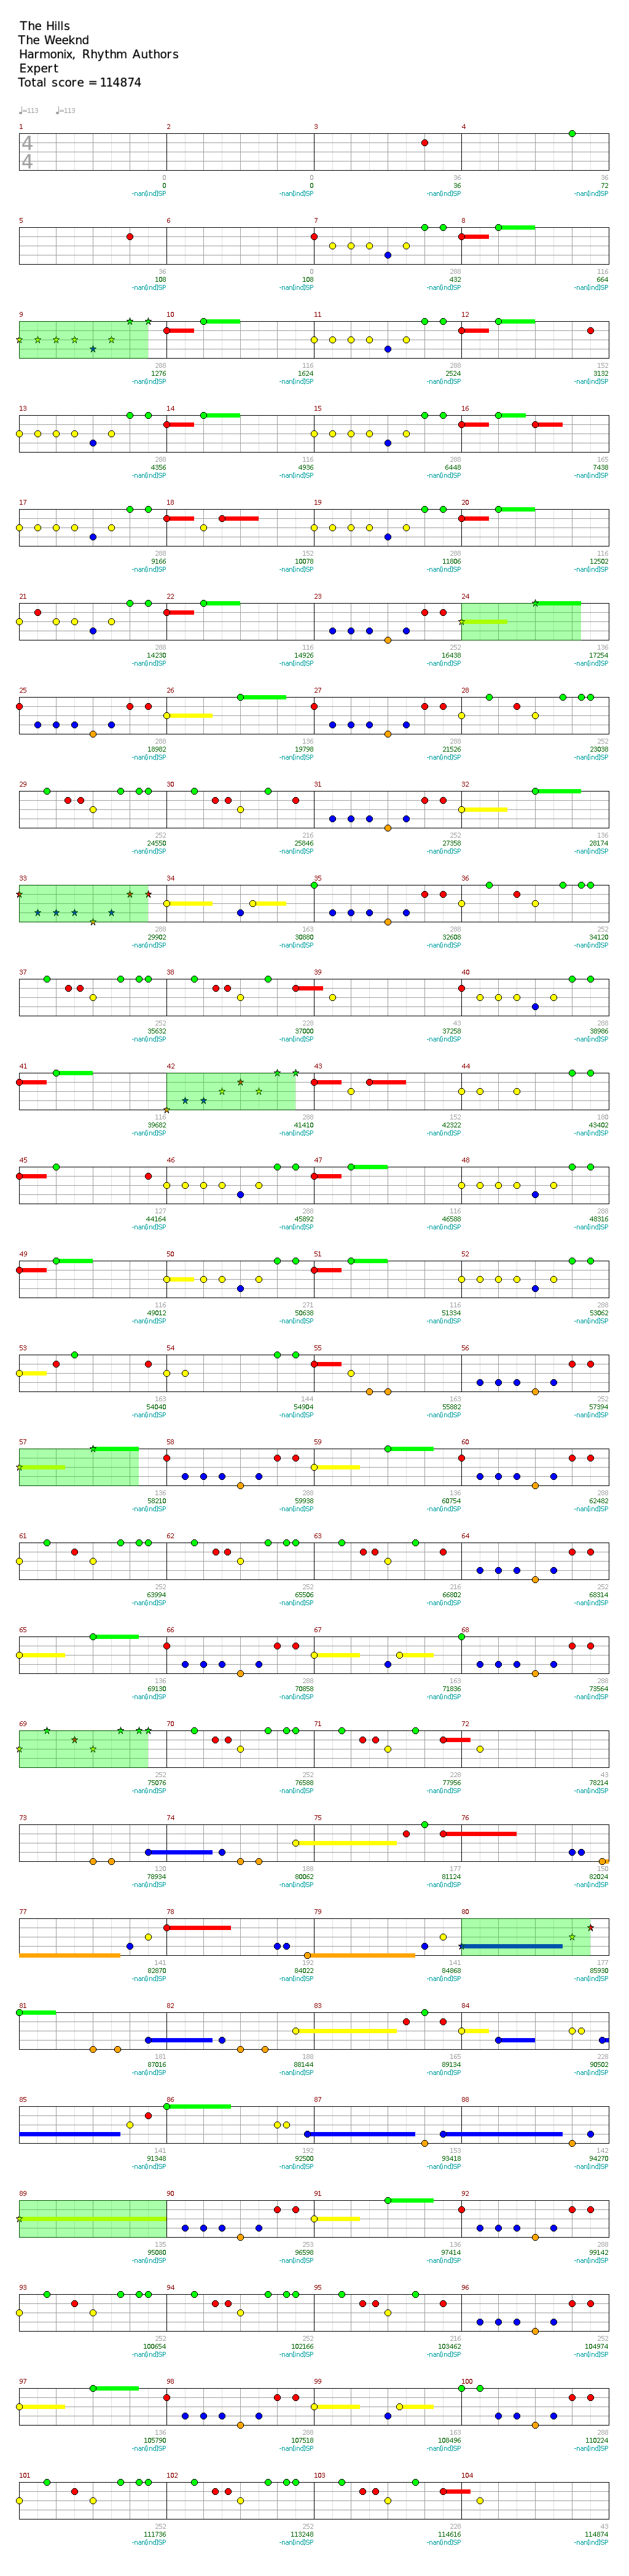 The Hills
The Weeknd
Harmonix, Rhythm Authors
Expert
Total score = 114874
♩=113 ♩=113
1 2 3 4
4
4
0 0 36 36
0 0 36 72
-nan(ind)SP -nan(ind)SP -nan(ind)SP -nan(ind)SP
5 6 7 8
36 0 288 116
108 108 432 664
-nan(ind)SP -nan(ind)SP -nan(ind)SP -nan(ind)SP
9 10 11 12
288 116 288 152
1276 1624 2524 3132
-nan(ind)SP -nan(ind)SP -nan(ind)SP -nan(ind)SP
13 14 15 16
288 116 288 165
4356 4936 6448 7438
-nan(ind)SP -nan(ind)SP -nan(ind)SP -nan(ind)SP
17 18 19 20
288 152 288 116
9166 10078 11806 12502
-nan(ind)SP -nan(ind)SP -nan(ind)SP -nan(ind)SP
21 22 23 24
288 116 252 136
14230 14926 16438 17254
-nan(ind)SP -nan(ind)SP -nan(ind)SP -nan(ind)SP
25 26 27 28
288 136 288 252
18982 19798 21526 23038
-nan(ind)SP -nan(ind)SP -nan(ind)SP -nan(ind)SP
29 30 31 32
252 216 252 136
24550 25846 27358 28174
-nan(ind)SP -nan(ind)SP -nan(ind)SP -nan(ind)SP
33 34 35 36
288 163 288 252
29902 30880 32608 34120
-nan(ind)SP -nan(ind)SP -nan(ind)SP -nan(ind)SP
37 38 39 40
252 228 43 288
35632 37000 37258 38986
-nan(ind)SP -nan(ind)SP -nan(ind)SP -nan(ind)SP
41 42 43 44
116 288 152 180
39682 41410 42322 43402
-nan(ind)SP -nan(ind)SP -nan(ind)SP -nan(ind)SP
45 46 47 48
127 288 116 288
44164 45892 46588 48316
-nan(ind)SP -nan(ind)SP -nan(ind)SP -nan(ind)SP
49 50 51 52
116 271 116 288
49012 50638 51334 53062
-nan(ind)SP -nan(ind)SP -nan(ind)SP -nan(ind)SP
53 54 55 56
163 144 163 252
54040 54904 55882 57394
-nan(ind)SP -nan(ind)SP -nan(ind)SP -nan(ind)SP
57 58 59 60
136 288 136 288
58210 59938 60754 62482
-nan(ind)SP -nan(ind)SP -nan(ind)SP -nan(ind)SP
61 62 63 64
252 252 216 252
63994 65506 66802 68314
-nan(ind)SP -nan(ind)SP -nan(ind)SP -nan(ind)SP
65 66 67 68
136 288 163 288
69130 70858 71836 73564
-nan(ind)SP -nan(ind)SP -nan(ind)SP -nan(ind)SP
69 70 71 72
252 252 228 43
75076 76588 77956 78214
-nan(ind)SP -nan(ind)SP -nan(ind)SP -nan(ind)SP
73 74 75 76
120 188 177 150
78934 80062 81124 82024
-nan(ind)SP -nan(ind)SP -nan(ind)SP -nan(ind)SP
77 78 79 80
141 192 141 177
82870 84022 84868 85930
-nan(ind)SP -nan(ind)SP -nan(ind)SP -nan(ind)SP
81 82 83 84
181 188 165 228
87016 88144 89134 90502
-nan(ind)SP -nan(ind)SP -nan(ind)SP -nan(ind)SP
85 86 87 88
141 192 153 142
91348 92500 93418 94270
-nan(ind)SP -nan(ind)SP -nan(ind)SP -nan(ind)SP
89 90 91 92
135 253 136 288
95080 96598 97414 99142
-nan(ind)SP -nan(ind)SP -nan(ind)SP -nan(ind)SP
93 94 95 96
252 252 216 252
100654 102166 103462 104974
-nan(ind)SP -nan(ind)SP -nan(ind)SP -nan(ind)SP
97 98 99 100
136 288 163 288
105790 107518 108496 110224
-nan(ind)SP -nan(ind)SP -nan(ind)SP -nan(ind)SP
101 102 103 104
252 252 228 43
111736 113248 114616 114874
-nan(ind)SP -nan(ind)SP -nan(ind)SP -nan(ind)SP